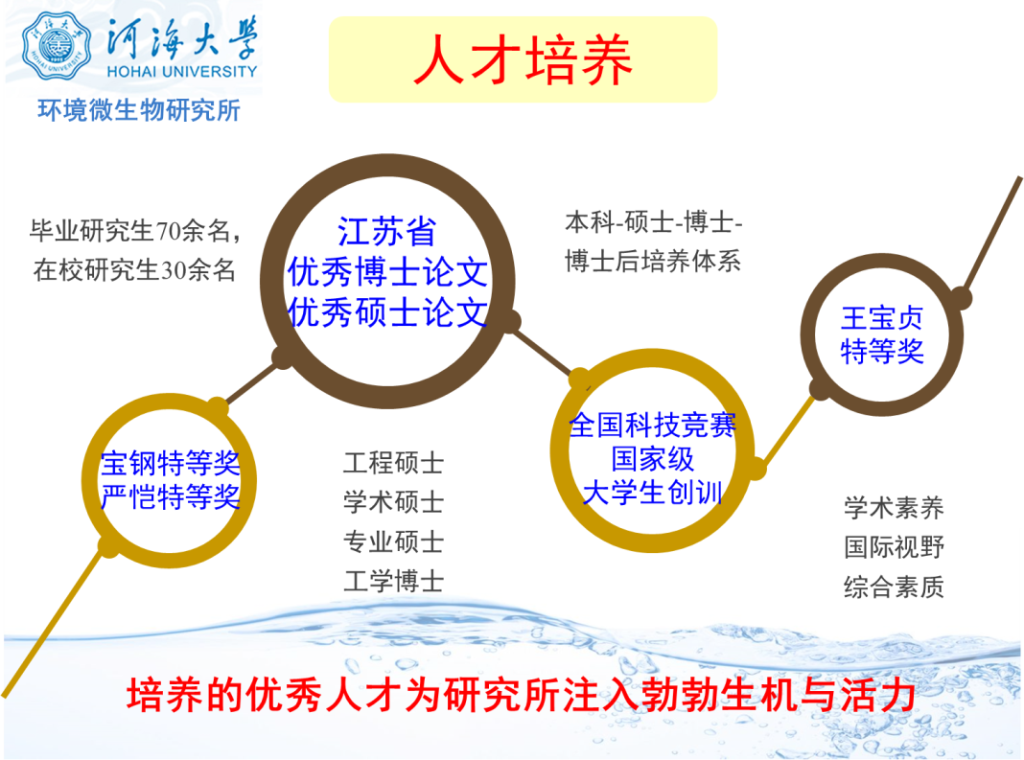 河海大学
HOHAI UNIVERSITY
环境微生物研究所
人才培养
毕业研究生70余名，
在校研究生30余名
江苏省
优秀博士论文
优秀硕士论文
本科-硕士-博士-
博士后培养体系
王宝贞
特等奖
宝钢特等奖
严恺特等奖
工程硕士
学术硕士
专业硕士
工学博士
全国科技竞赛
国家级
大学生创训
学术素养
国际视野
综合素质
培养的优秀人才为研究所注入勃勃生机与活力